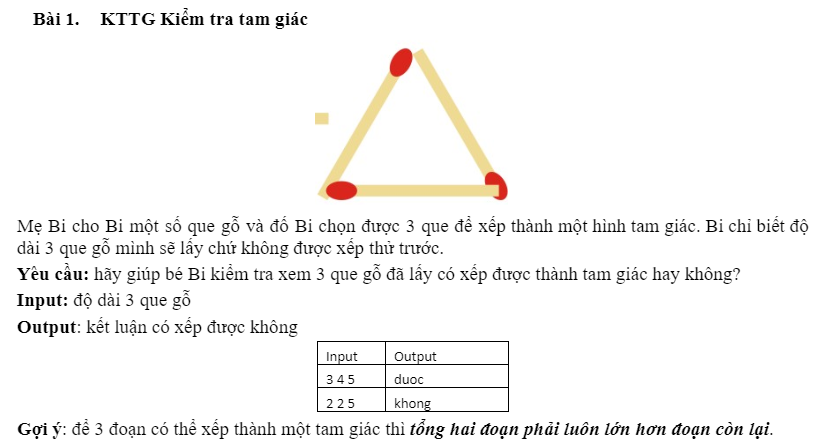 Bài 1. KTTG Kiểm tra tam giác
Mẹ Bi cho Bi một số que gỗ và đố Bi chọn được 3 que để xếp thành một hình tam giác. Bi chỉ biết độ
dài 3 que gỗ mình sẽ lấy chứ không được xếp thử trước.
Yêu cầu: hãy giúp bé Bi kiểm tra xem 3 que gỗ đã lấy có xếp được thành tam giác hay không?
Input: độ dài 3 que gỗ
Output: kết luận có xếp được không
Input Output
3 4 5 duoc
2 2 5 khong
Gợi ý: để 3 đoạn có thể xếp thành một tam giác thì tổng hai đoạn phải luôn lớn hơn đoạn còn lại.